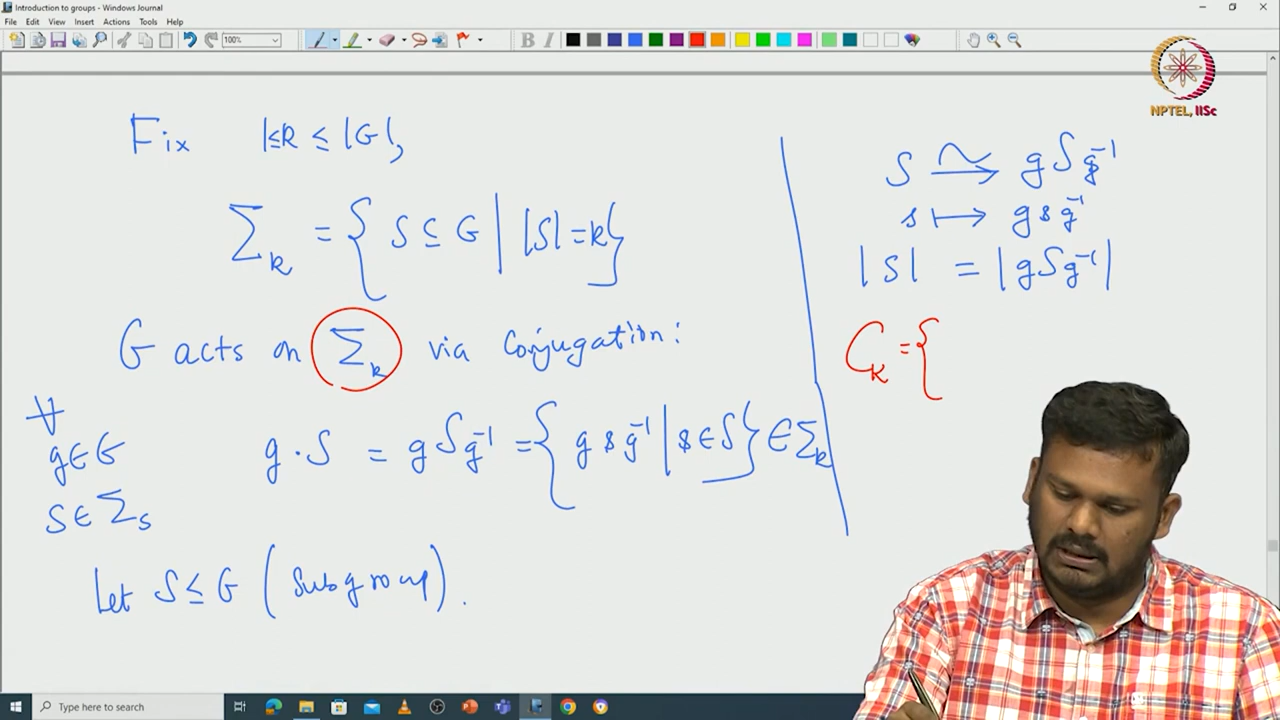 Introduction to groups - Windows Journal
File Edit View Insert Actions Tools Help
100%
B I
NPTEL, IISc
Fix 1≤k ≤ |G|,
Σ_k = { S ⊆ G | |S| = k }
G acts on Σ_k via Conjugation:
∀ g∈G S∈Σ_s
g·S = gSg⁻¹ = { gsg⁻¹ | s∈S } ∈ Σ_k
Let S ≤ G (Subgroup).
S ⥲ gSg⁻¹
s ↦ gsg⁻¹
|S| = |gSg⁻¹|
C_k = {
Type here to search